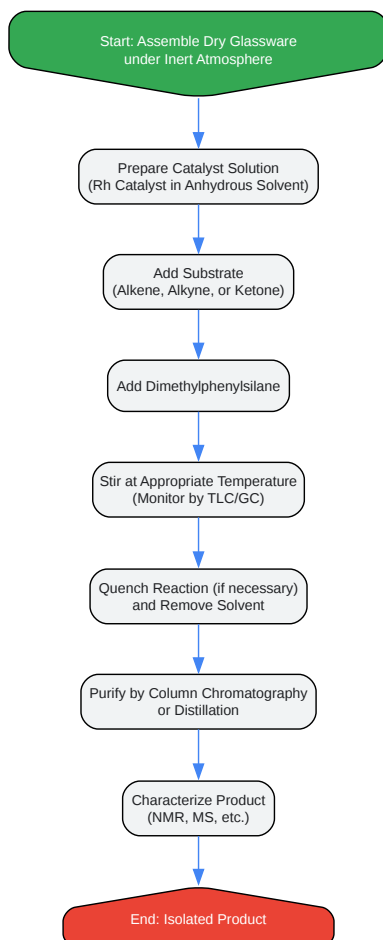 Start: Assemble Dry Glassware
under Inert Atmosphere
Prepare Catalyst Solution
(Rh Catalyst in Anhydrous Solvent)
Add Substrate
(Alkene, Alkyne, or Ketone)
Add Dimethylphenylsilane
Stir at Appropriate Temperature
(Monitor by TLC/GC)
Quench Reaction (if necessary)
and Remove Solvent
Purify by Column Chromatography
or Distillation
Characterize Product
(NMR, MS, etc.)
End: Isolated Product